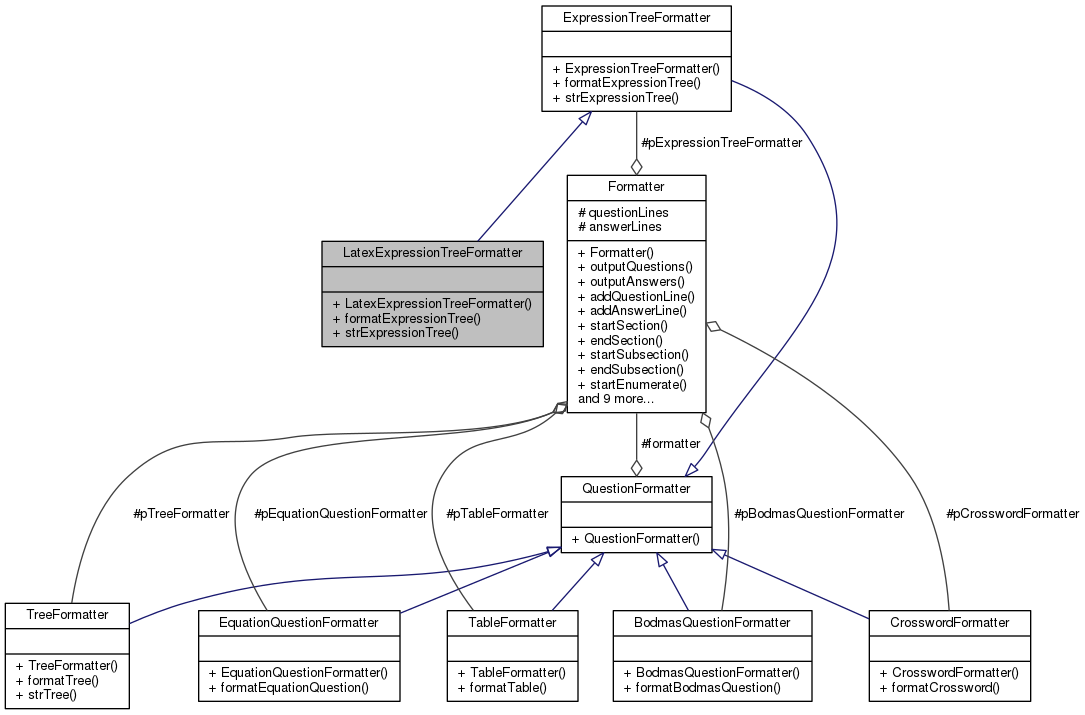 ExpressionTreeFormatter
+ ExpressionTreeFormatter()
+ formatExpressionTree()
+ strExpressionTree()
#pExpressionTreeFormatter
Formatter
# questionLines
# answerLines
+ Formatter()
+ outputQuestions()
+ outputAnswers()
+ addQuestionLine()
+ addAnswerLine()
+ startSection()
+ endSection()
+ startSubsection()
+ endSubsection()
+ startEnumerate()
and 9 more...
LatexExpressionTreeFormatter
+ LatexExpressionTreeFormatter()
+ formatExpressionTree()
+ strExpressionTree()
#formatter
QuestionFormatter
+ QuestionFormatter()
#pTreeFormatter
#pEquationQuestionFormatter
#pTableFormatter
#pBodmasQuestionFormatter
#pCrosswordFormatter
TreeFormatter
+ TreeFormatter()
+ formatTree()
+ strTree()
EquationQuestionFormatter
+ EquationQuestionFormatter()
+ formatEquationQuestion()
TableFormatter
+ TableFormatter()
+ formatTable()
BodmasQuestionFormatter
+ BodmasQuestionFormatter()
+ formatBodmasQuestion()
CrosswordFormatter
+ CrosswordFormatter()
+ formatCrossword()